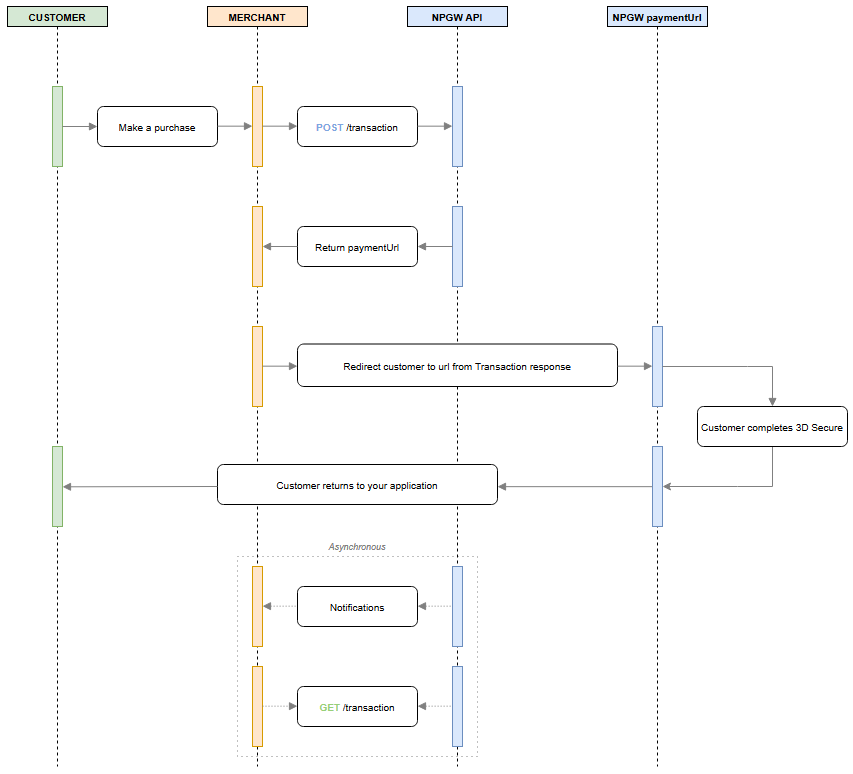 CUSTOMER
MERCHANT
NPGW API
NPGW paymentUrl
Make a purchase
POST /transaction
Return paymentUrl
Redirect customer to url from Transaction response
Customer completes 3D Secure
Customer returns to your application
Asynchronous
Notifications
GET /transaction